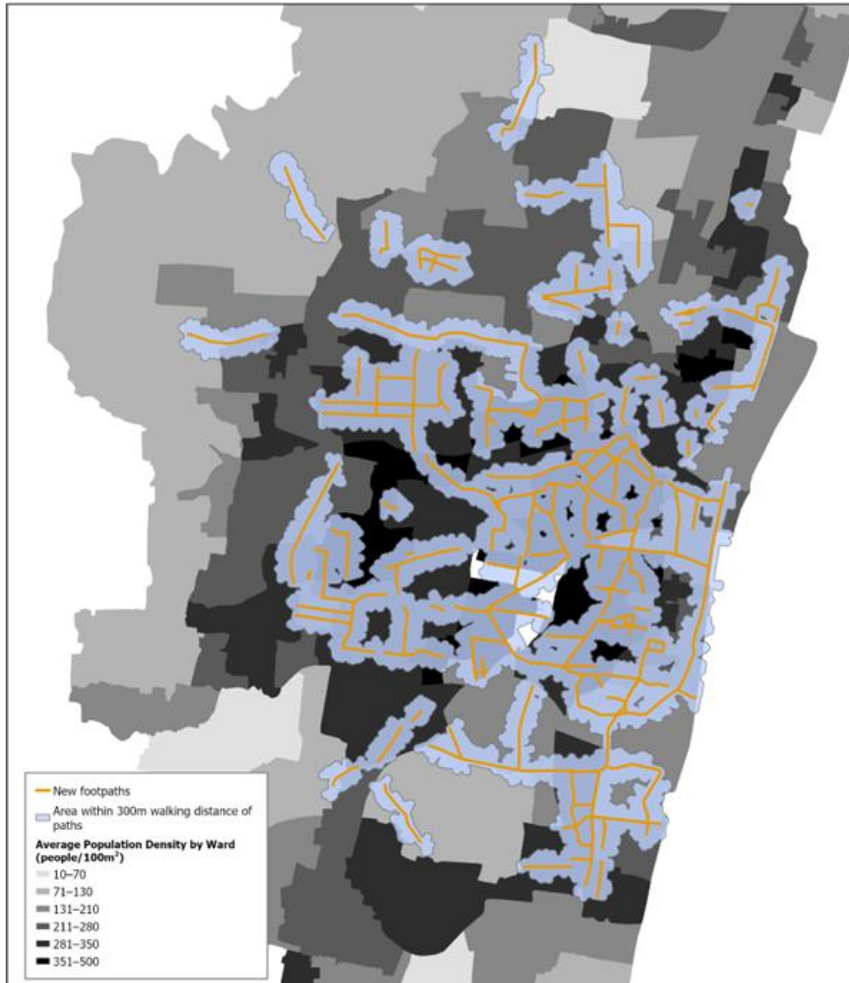 New footpaths
Area within 300m walking distance of
paths
Average Population Density by Ward
(people/100m²)
10–70
71–130
131–210
211–280
281–350
351–500